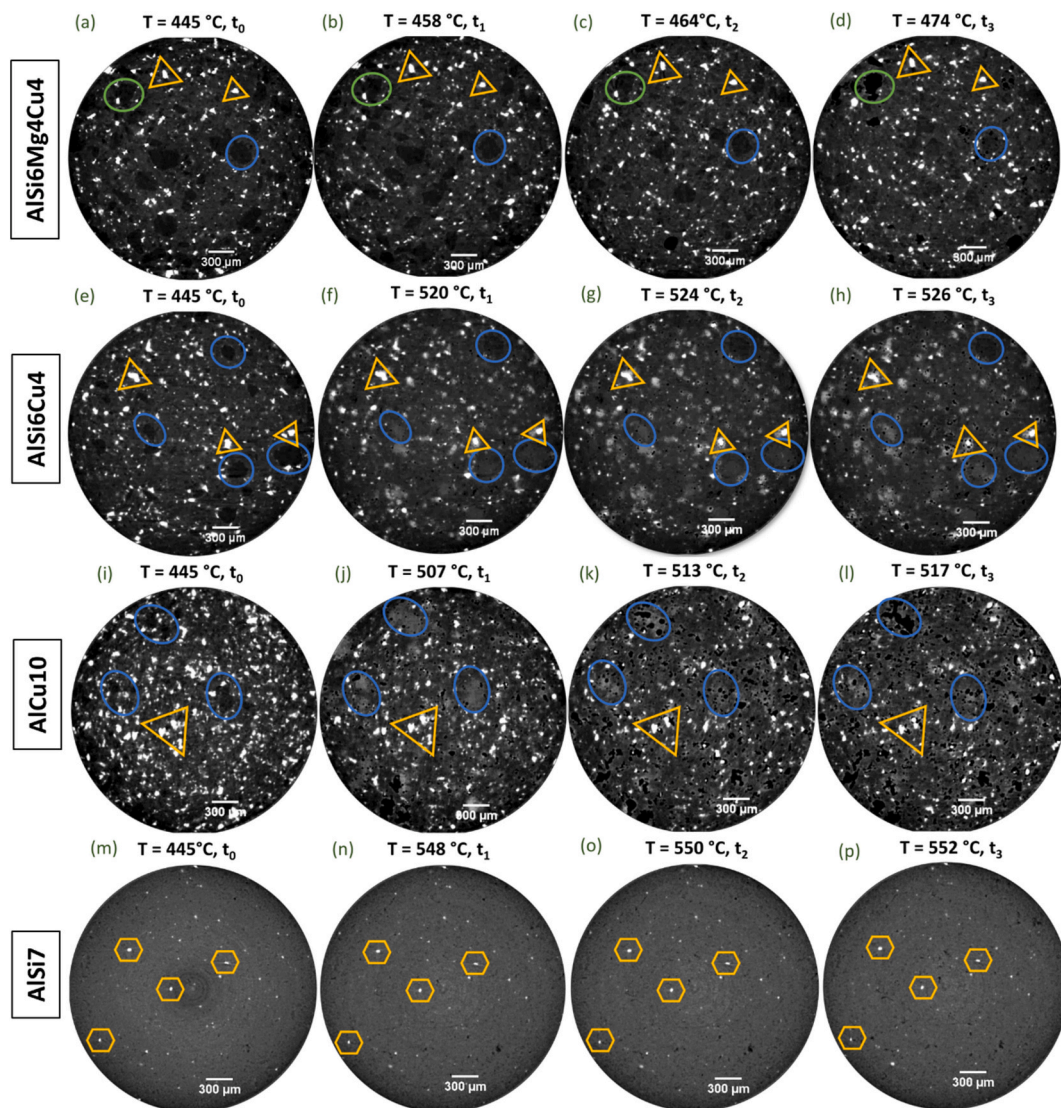 (a) T = 445 °C, t₀ (b) T = 458 °C, t₁ (c) T = 464°C, t₂ (d) T = 474 °C, t₃
AlSi6Mg4Cu4
300 µm 300 µm 300 µm 300 µm
(e) T = 445 °C, t₀ (f) T = 520 °C, t₁ (g) T = 524 °C, t₂ (h) T = 526 °C, t₃
AlSi6Cu4
300 µm 300 µm 300 µm 300 µm
(i) T = 445 °C, t₀ (j) T = 507 °C, t₁ (k) T = 513 °C, t₂ (l) T = 517 °C, t₃
AlCu10
300 µm 300 µm 300 µm 300 µm
(m) T = 445°C, t₀ (n) T = 548 °C, t₁ (o) T = 550 °C, t₂ (p) T = 552 °C, t₃
AlSi7
300 µm 300 µm 300 µm 300 µm